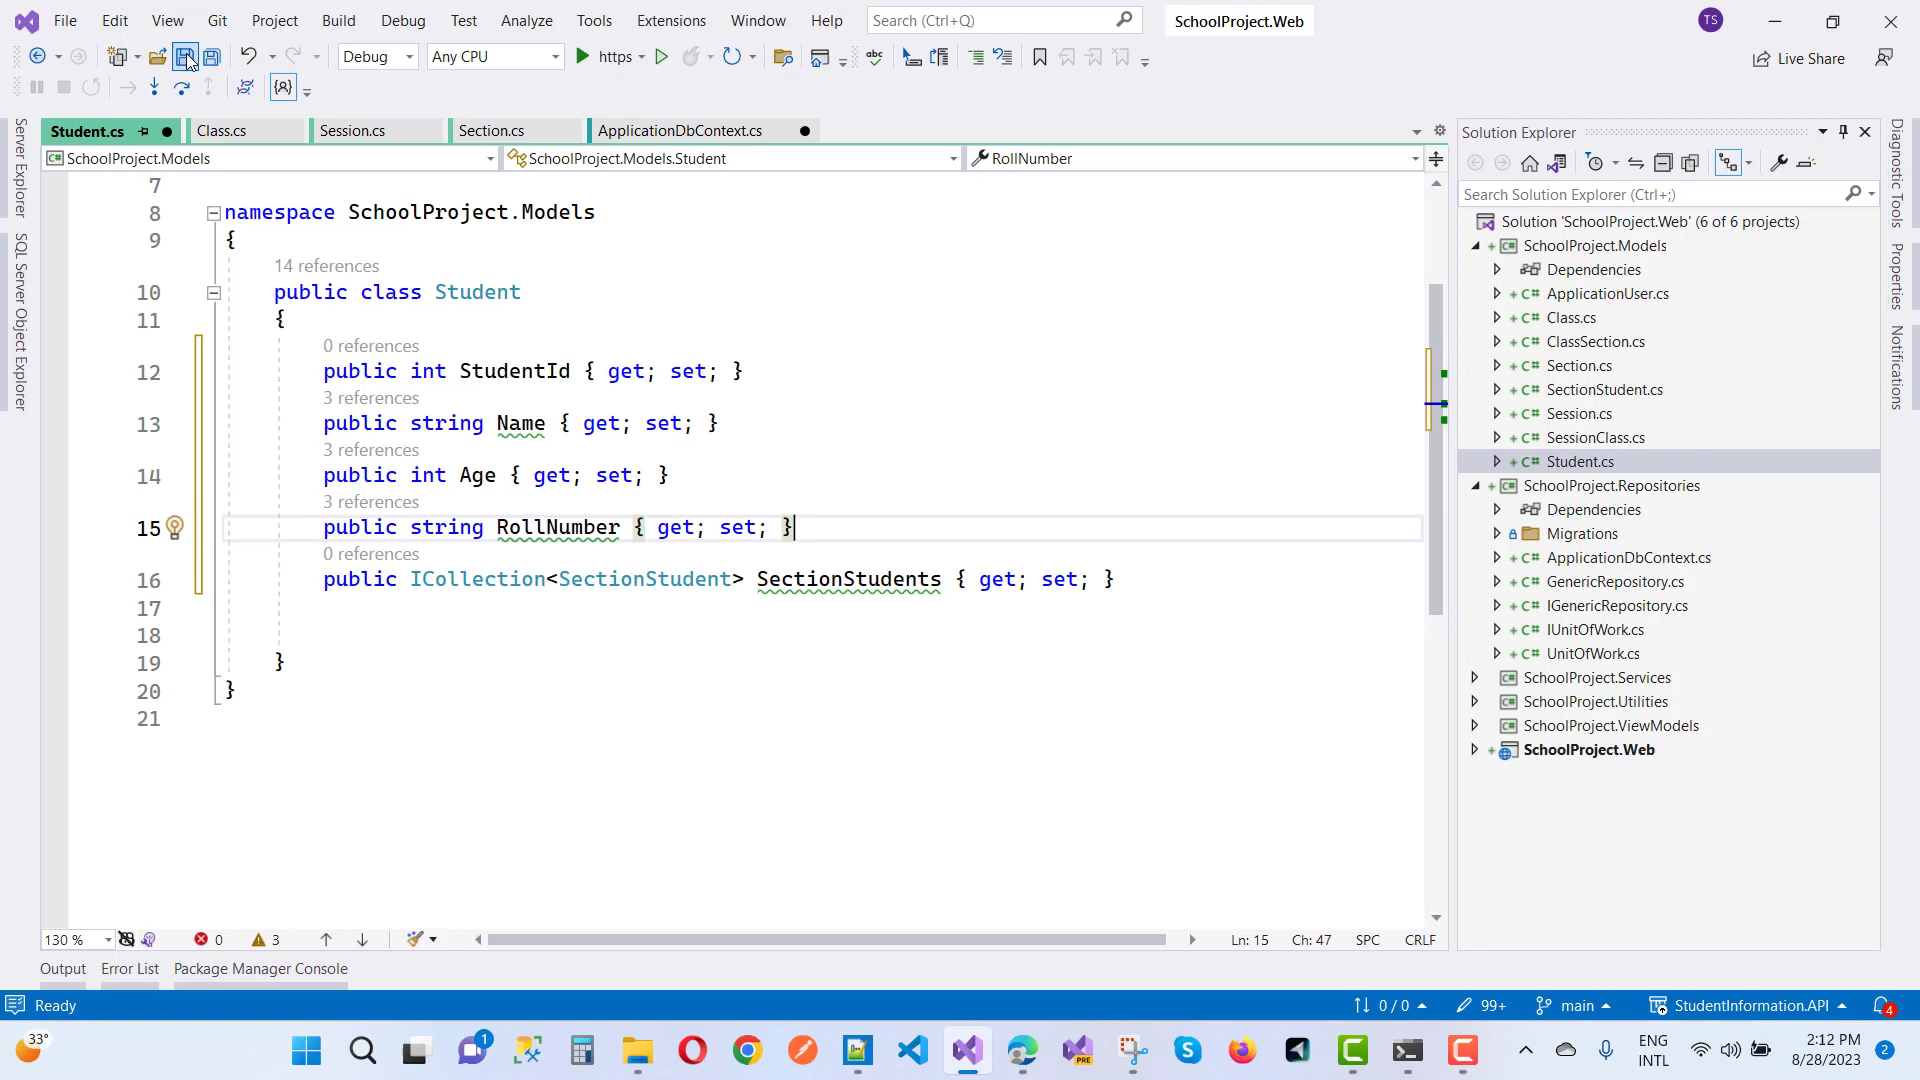 File Edit View Git Project Build Debug Test Analyze Tools Extensions Window Help Search (Ctrl+Q) SchoolProject.Web TS
Debug Any CPU https Live Share
Student.cs Class.cs Session.cs Section.cs ApplicationDbContext.cs
SchoolProject.Models SchoolProject.Models.Student RollNumber
Server Explorer
SQL Server Object Explorer
7
8 namespace SchoolProject.Models
9 {
14 references
10 public class Student
11 {
0 references
12 public int StudentId { get; set; }
3 references
13 public string Name { get; set; }
3 references
14 public int Age { get; set; }
3 references
15 public string RollNumber { get; set; }
0 references
16 public ICollection<SectionStudent> SectionStudents { get; set; }
17
18
19 }
20 }
21
130 % 0 3 Ln: 15 Ch: 47 SPC CRLF
Solution Explorer
Search Solution Explorer (Ctrl+;)
Solution 'SchoolProject.Web' (6 of 6 projects)
SchoolProject.Models
Dependencies
C# ApplicationUser.cs
C# Class.cs
C# ClassSection.cs
C# Section.cs
C# SectionStudent.cs
C# Session.cs
C# SessionClass.cs
C# Student.cs
SchoolProject.Repositories
Dependencies
Migrations
C# ApplicationDbContext.cs
C# GenericRepository.cs
C# IGenericRepository.cs
C# IUnitOfWork.cs
C# UnitOfWork.cs
SchoolProject.Services
SchoolProject.Utilities
SchoolProject.ViewModels
SchoolProject.Web
Diagnostic Tools
Properties
Notifications
Output Error List Package Manager Console
Ready 0 / 0 99+ main StudentInformation.API 4
33° 1 PRE ENG INTL 2:12 PM 8/28/2023 2